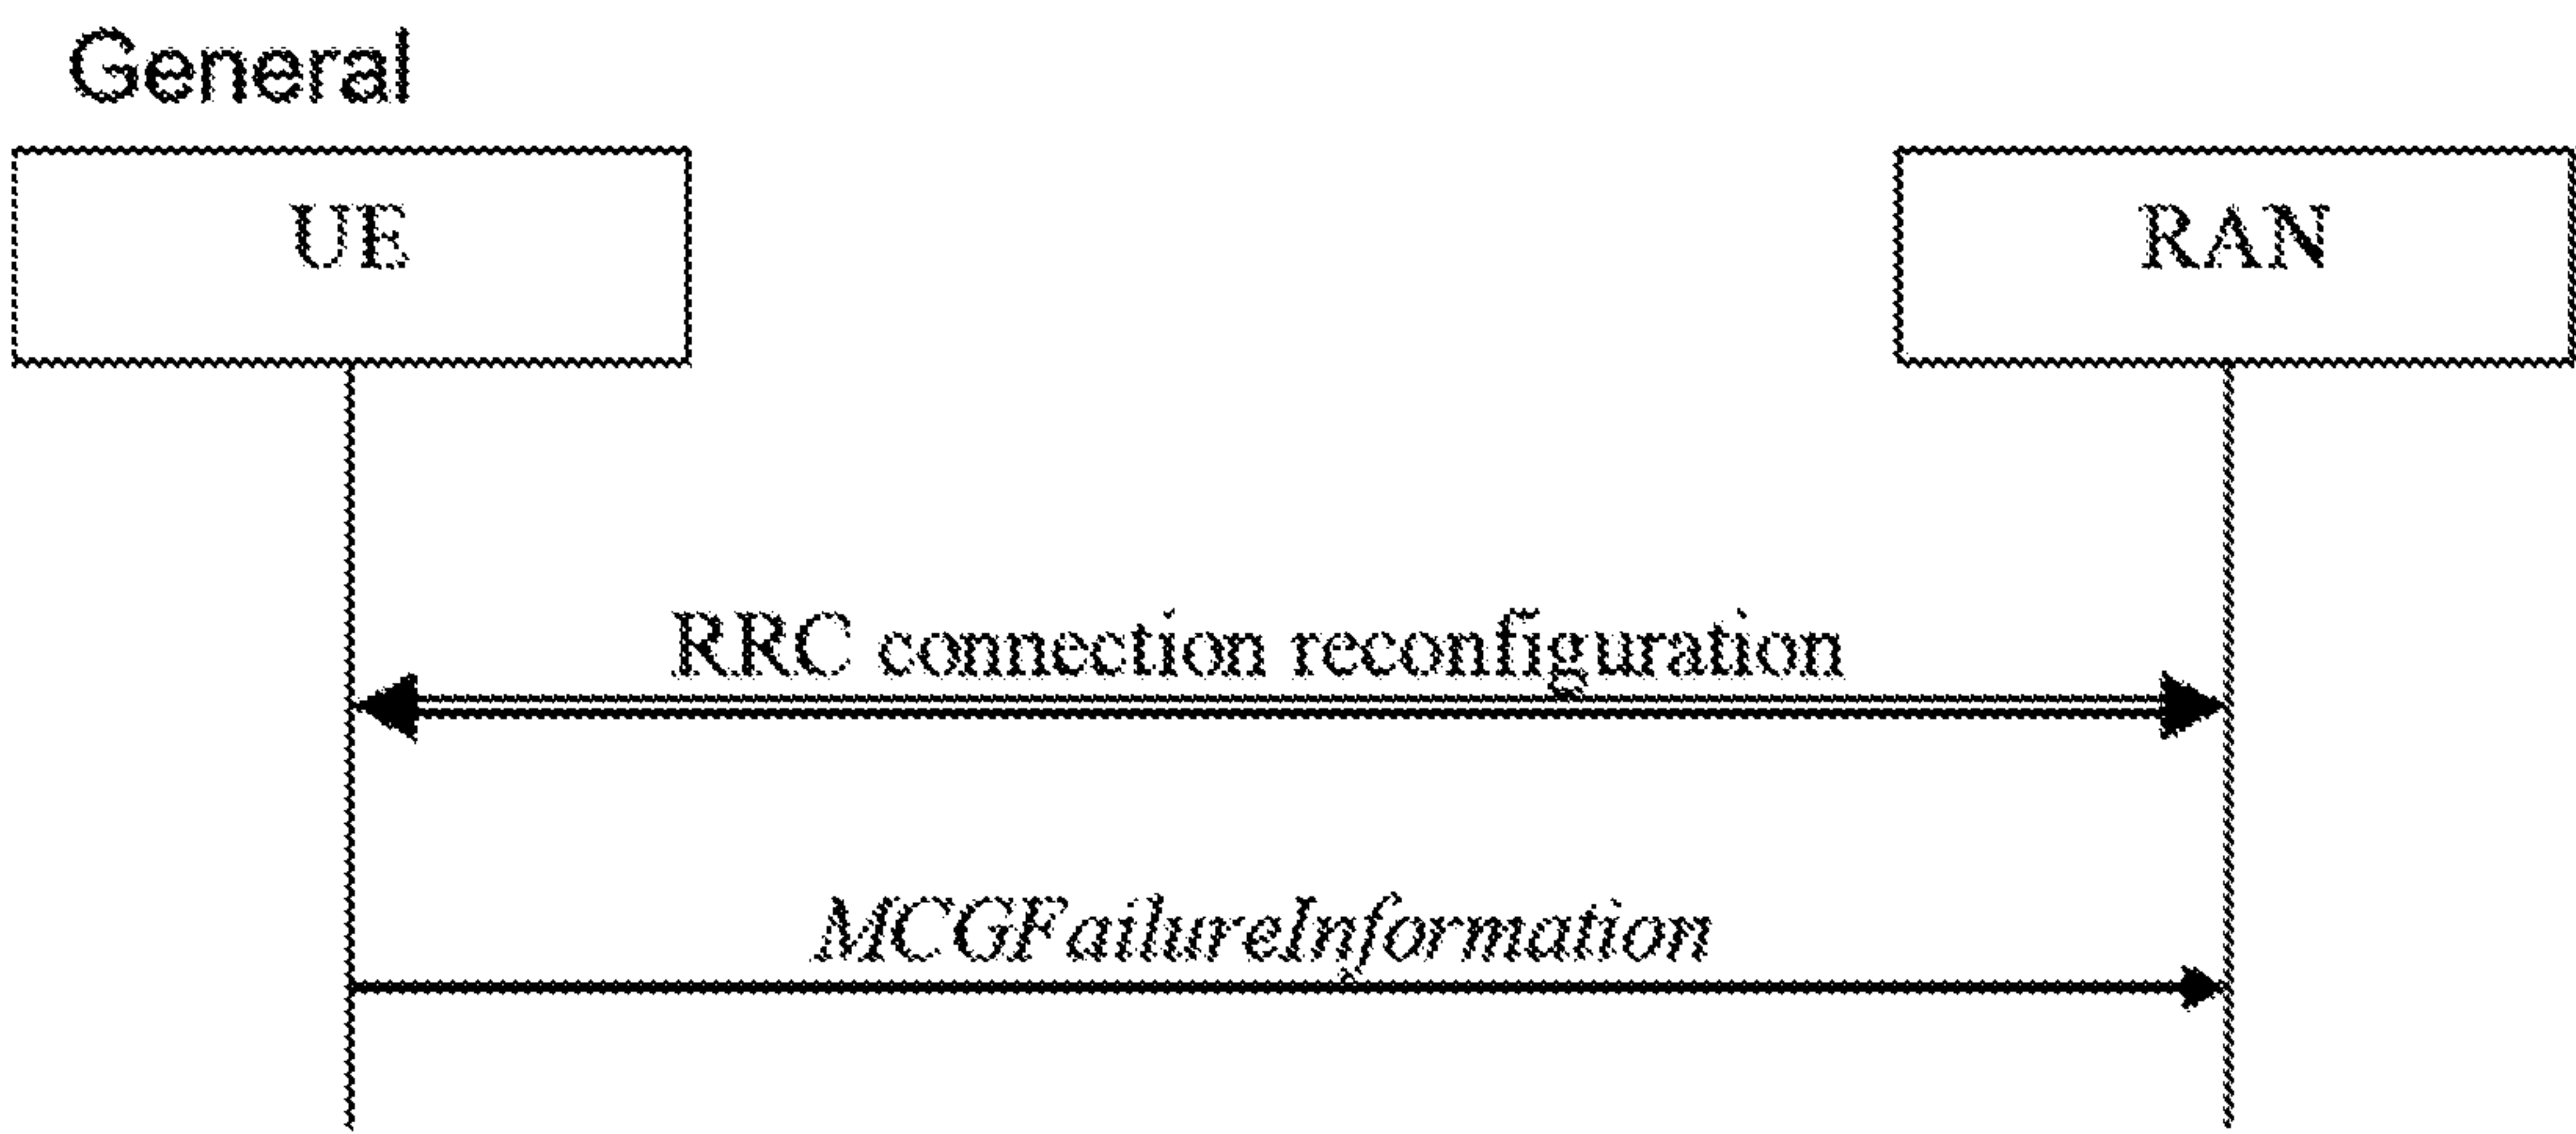 General
UE
RAN
RRC connection reconfiguration
MCGFailureInformation